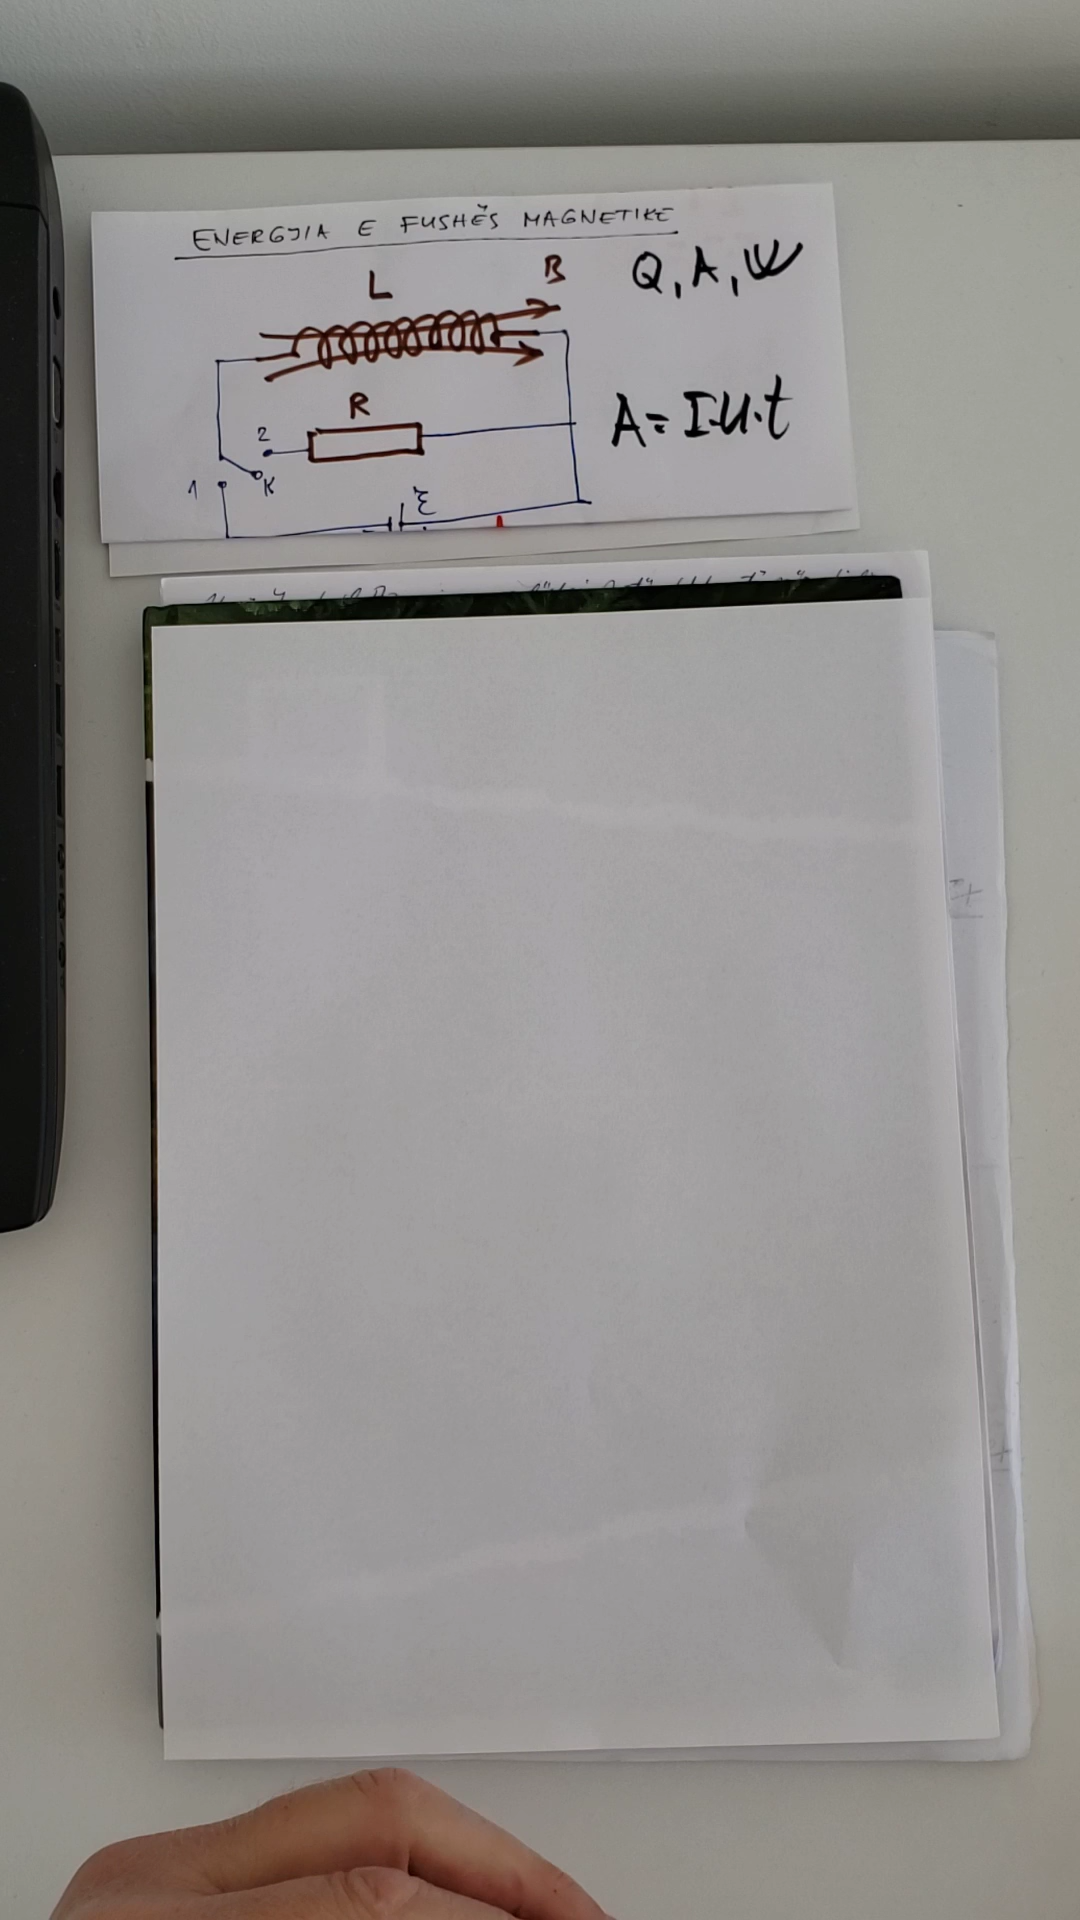 ENERGJIA E FUSHËS MAGNETIKE
L
B
Q, A, W
R
A = I·U·t
2
1
K
ε